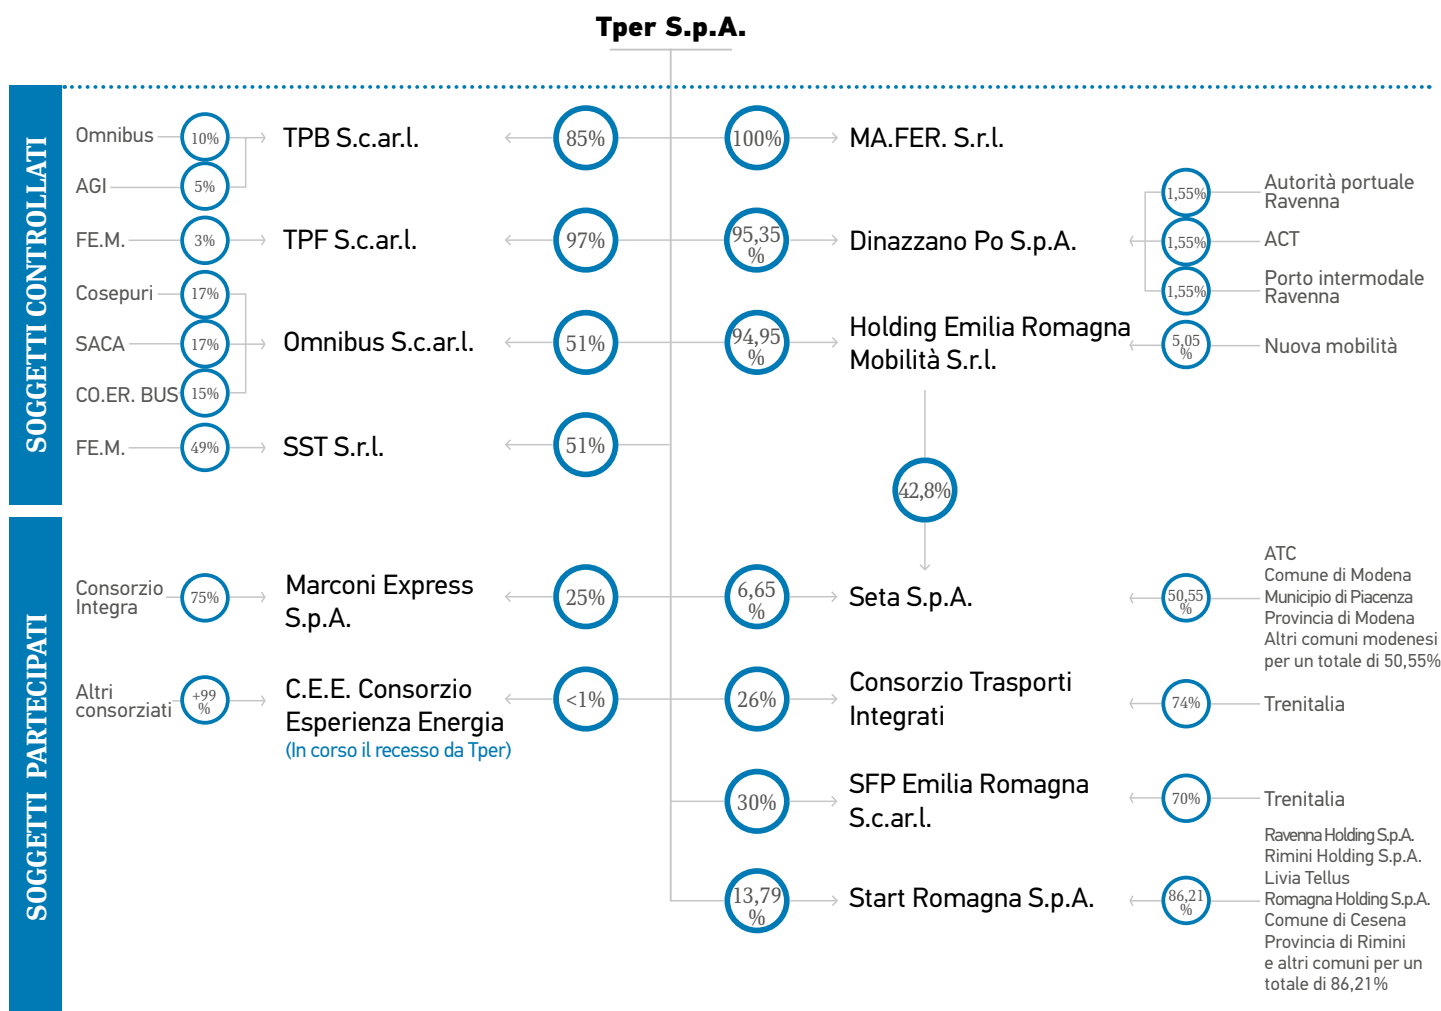 Tper S.p.A.
SOGGETTI CONTROLLATI
Omnibus
10%
AGI
5%
TPB S.c.ar.l.
85%
100%
MA.FER. S.r.l.
FE.M.
3%
TPF S.c.ar.l.
97%
95,35
%
Dinazzano Po S.p.A.
1,55%
Autorità portuale
Ravenna
1,55%
ACT
1,55%
Porto intermodale
Ravenna
Cosepuri
17%
SACA
17%
CO.ER. BUS
15%
Omnibus S.c.ar.l.
51%
94,95
%
Holding Emilia Romagna
Mobilità S.r.l.
5,05
%
Nuova mobilità
FE.M.
49%
SST S.r.l.
51%
42,8%
SOGGETTI PARTECIPATI
Consorzio
Integra
75%
Marconi Express
S.p.A.
25%
6,65
%
Seta S.p.A.
50,55
%
ATC
Comune di Modena
Municipio di Piacenza
Provincia di Modena
Altri comuni modenesi
per un totale di 50,55%
Altri
consorziati
+99
%
C.E.E. Consorzio
Esperienza Energia
(In corso il recesso da Tper)
<1%
26%
Consorzio Trasporti
Integrati
74%
Trenitalia
30%
SFP Emilia Romagna
S.c.ar.l.
70%
Trenitalia
13,79
%
Start Romagna S.p.A.
86,21
%
Ravenna Holding S.p.A.
Rimini Holding S.p.A.
Livia Tellus
Romagna Holding S.p.A.
Comune di Cesena
Provincia di Rimini
e altri comuni per un
totale di 86,21%